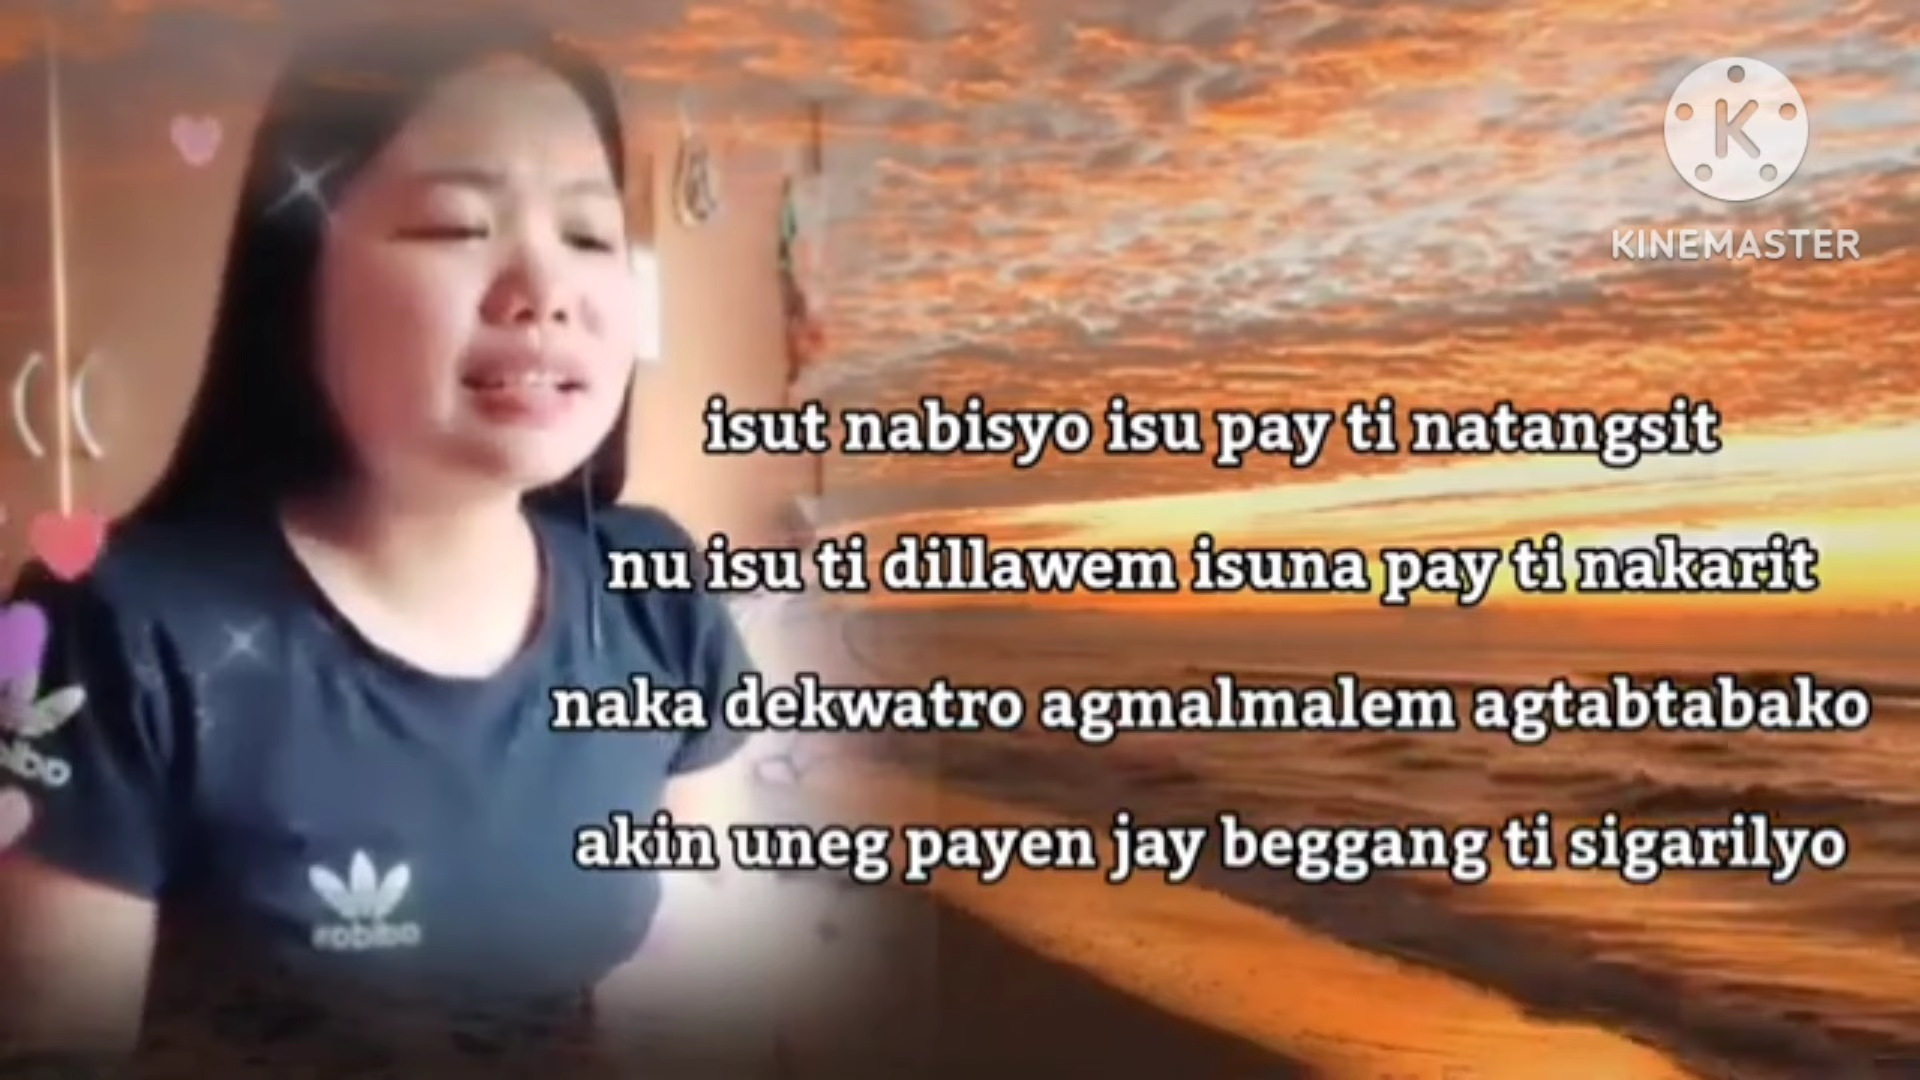 KINEMASTER
isut nabisyo isu pay ti natangsit
nu isu ti dillawem isuna pay ti nakarit
naka dekwatro agmalmalem agtabtabako
akin uneg payen jay beggang ti sigarilyo